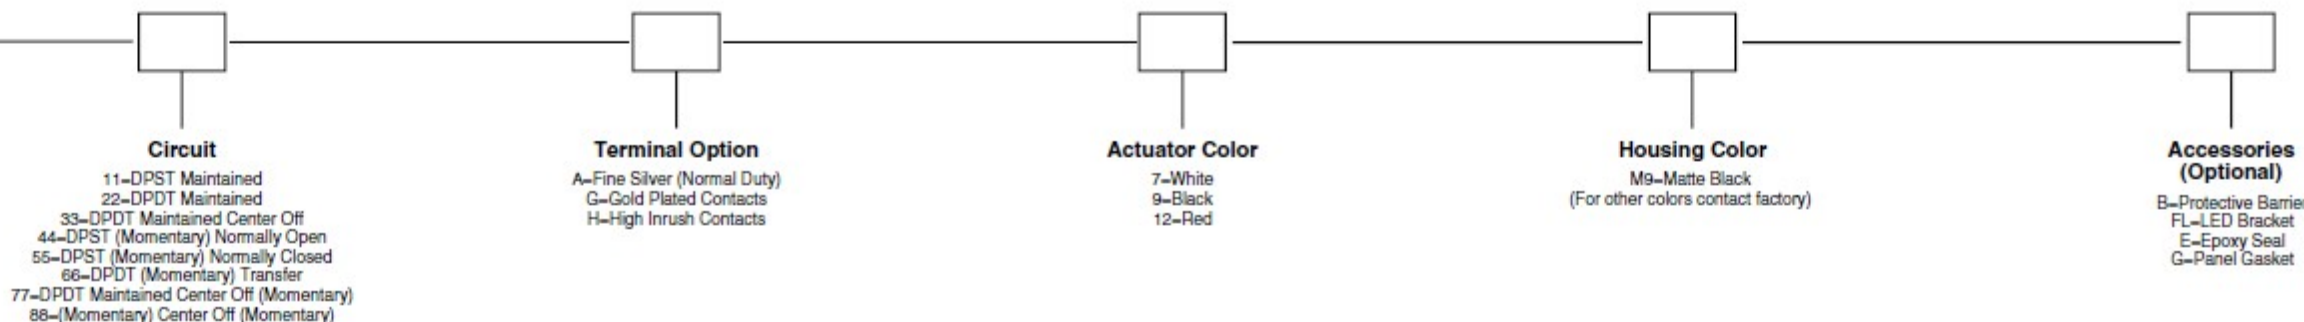 Circuit
11=DPST Maintained
22=DPDT Maintained
33=DPDT Maintained Center Off
44=DPST (Momentary) Normally Open
55=DPST (Momentary) Normally Closed
66=DPDT (Momentary) Transfer
77=DPDT Maintained Center Off (Momentary)
88=(Momentary) Center Off (Momentary)
Terminal Option
A=Fine Silver (Normal Duty)
G=Gold Plated Contacts
H=High Inrush Contacts
Actuator Color
7=White
9=Black
12=Red
Housing Color
M9=Matte Black
(For other colors contact factory)
Accessories
(Optional)
B=Protective Barrier
FL=LED Bracket
E=Epoxy Seal
G=Panel Gasket